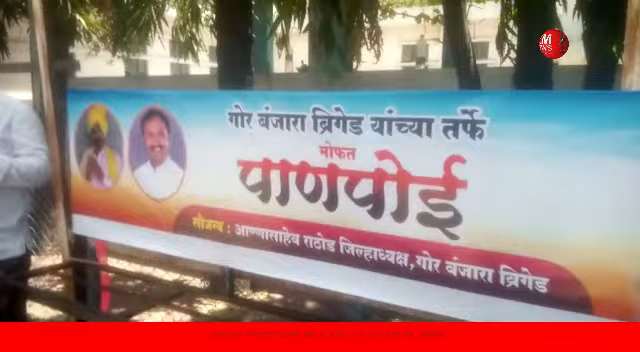 गोर बंजारा ब्रिगेड यांच्या तर्फे
मोफत
पाणपोई
सौजन्य : आण्णासाहेब राठोड जिल्हाध्यक्ष, गोर बंजारा ब्रिगेड
M